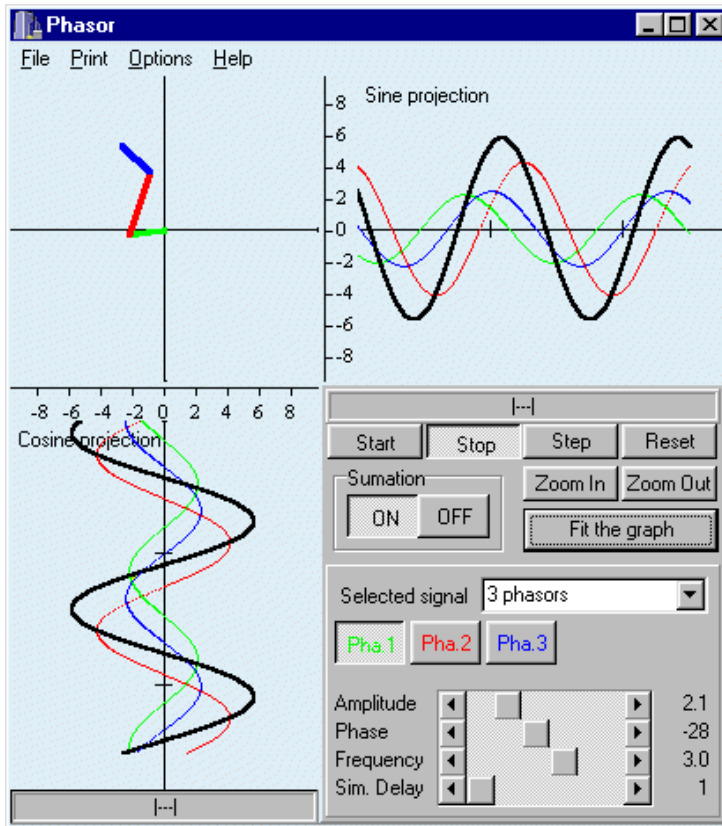 Phasor
File Print Options Help
8
6
4
2
0
-2
-4
-6
-8
Sine projection
-8 -6 -4 -2 0 2 4 6 8
Cosine projection
|---|
|---|
Start Stop Step Reset
Sumation
ON OFF
Zoom In Zoom Out
Fit the graph
Selected signal 3 phasors
Pha.1 Pha.2 Pha.3
Amplitude 2.1
Phase -28
Frequency 3.0
Sim. Delay 1